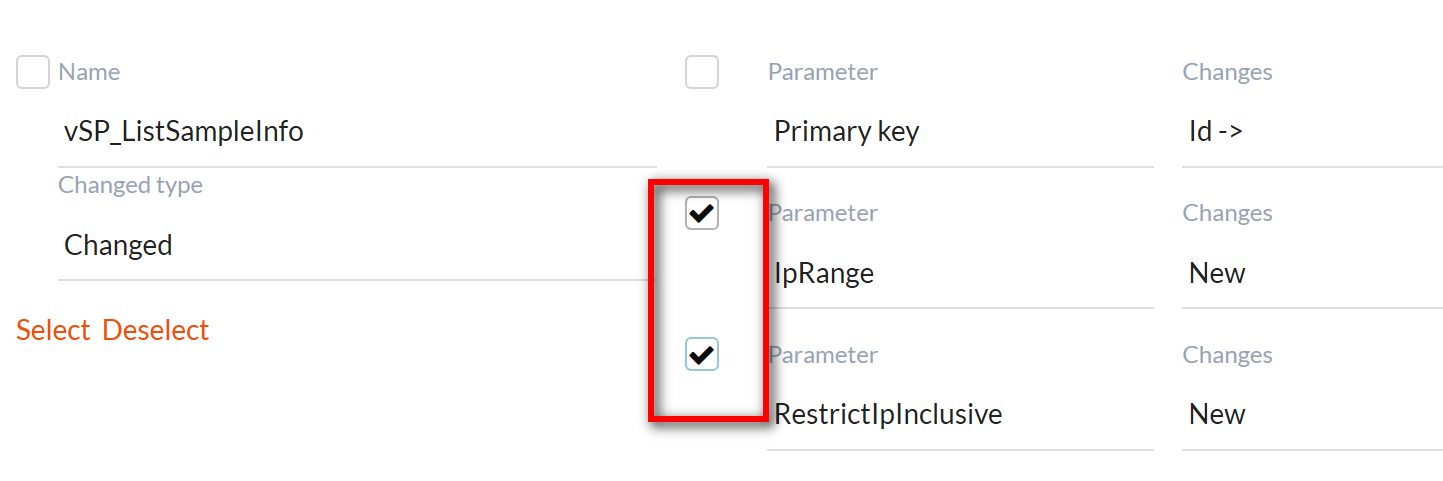 Name
vSP_ListSampleInfo
Changed type
Changed
Select Deselect
Parameter
Primary key
Changes
Id ->
Parameter
IpRange
Changes
New
Parameter
RestrictIpInclusive
Changes
New